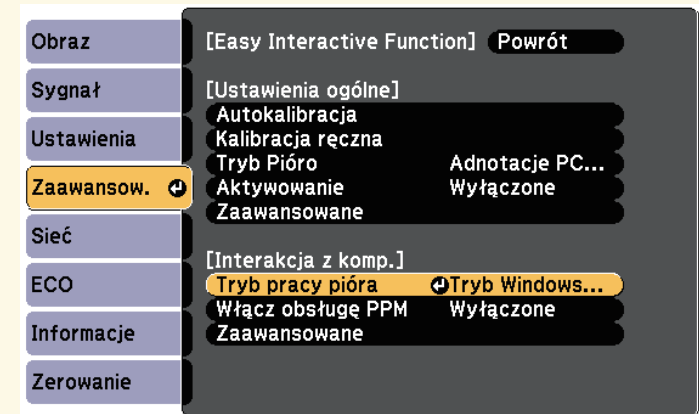 Obraz
Sygnał
Ustawienia
Zaawansow.
Sieć
ECO
Informacje
Zerowanie
[Easy Interactive Function] Powrót
[Ustawienia ogólne]
Autokalibracja
Kalibracja ręczna
Tryb Pióro Adnotacje PC...
Aktywowanie Wyłączone
Zaawansowane
[Interakcja z komp.]
Tryb pracy pióra Tryb Windows...
Włącz obsługę PPM Wyłączone
Zaawansowane